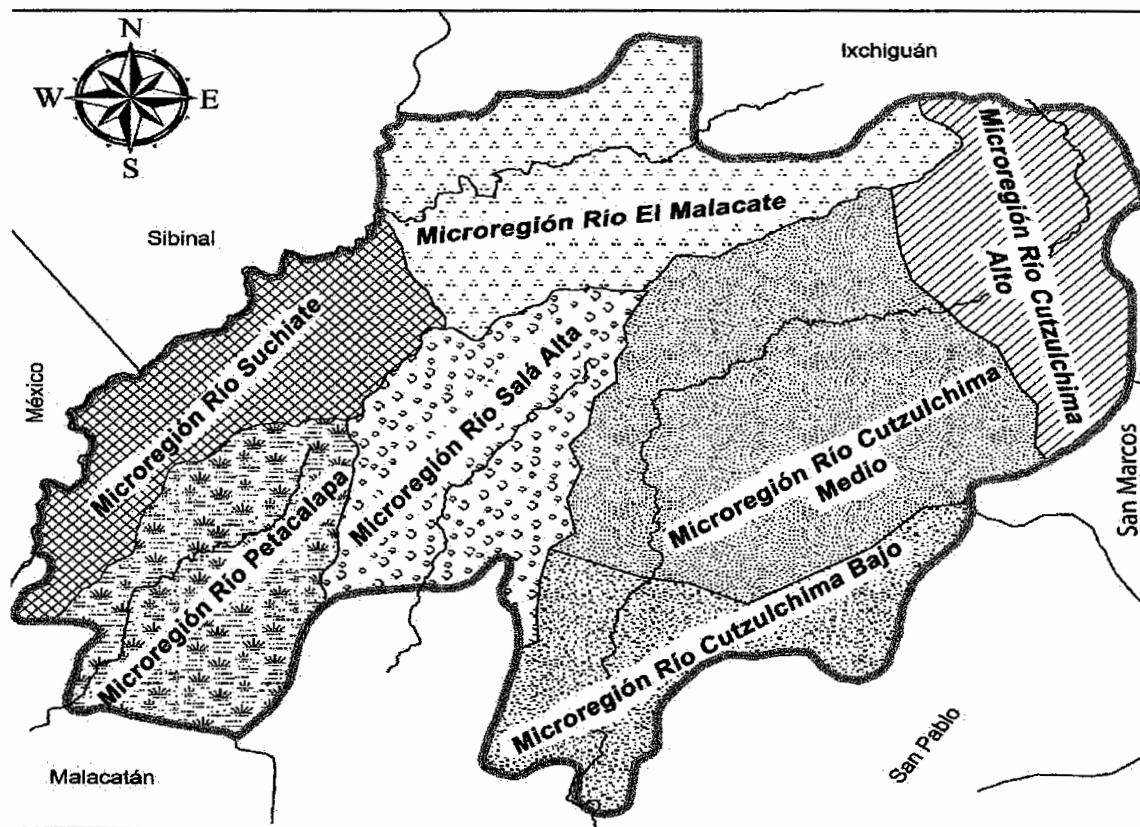 N
W E
S
Ixchiguán
Sibinal
México
San Marcos
San Pablo
Malacatán
Microregión Río El Malacate
Microregión Río Cutzulchima
Alto
Microregión Río Suchiate
Microregión Río Petacalapa
Microregión Río Salá Alta
Microregión Río Cutzulchima
Medio
Microregión Río Cutzulchima Bajo